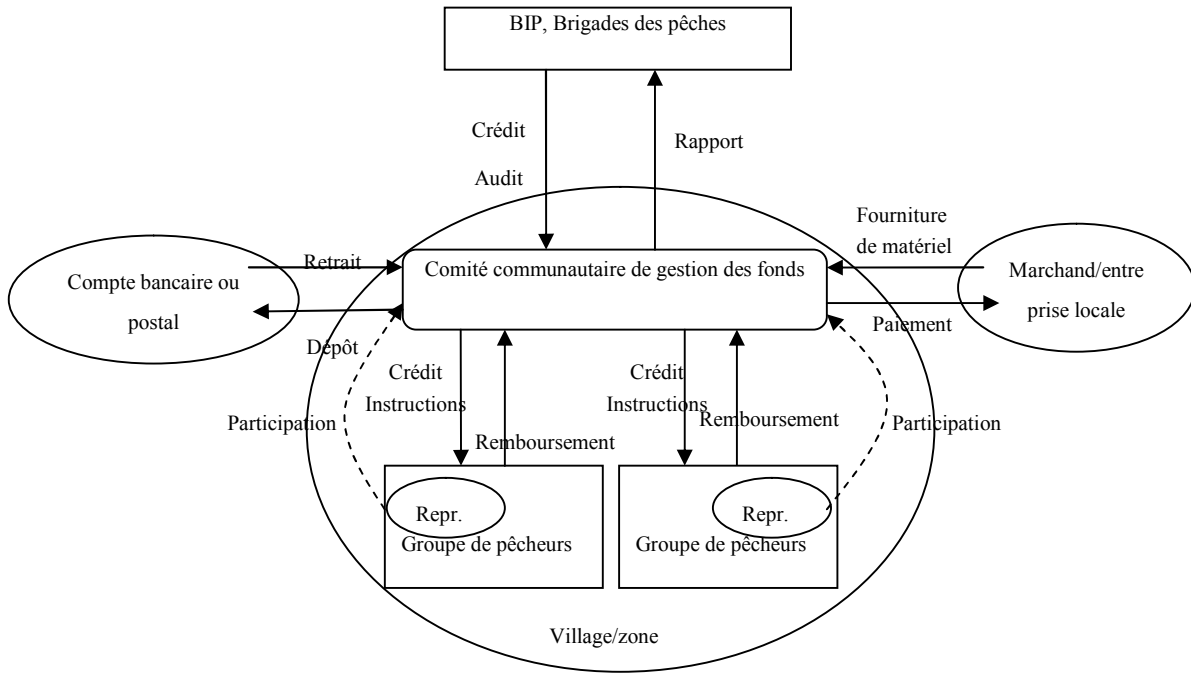 BIP, Brigades des pêches
Crédit
Rapport
Audit
Fourniture
de matériel
Retrait
Comité communautaire de gestion des fonds
Compte bancaire ou
postal
Marchand/entre
prise locale
Paiement
Dépôt
Crédit
Instructions
Crédit
Instructions
Participation
Remboursement
Remboursement
Participation
Repr.
Groupe de pêcheurs
Repr.
Groupe de pêcheurs
Village/zone